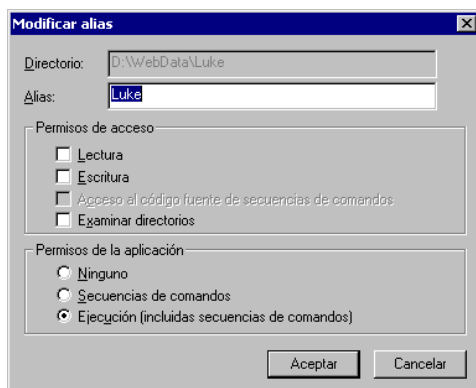 Modificar alias
Directorio: D:\WebData\Luke
Alias: Luke
Permisos de acceso
Lectura
Escritura
Acceso al código fuente de secuencias de comandos
Examinar directorios
Permisos de la aplicación
Ninguno
Secuencias de comandos
Ejecución (incluidas secuencias de comandos)
Aceptar Cancelar